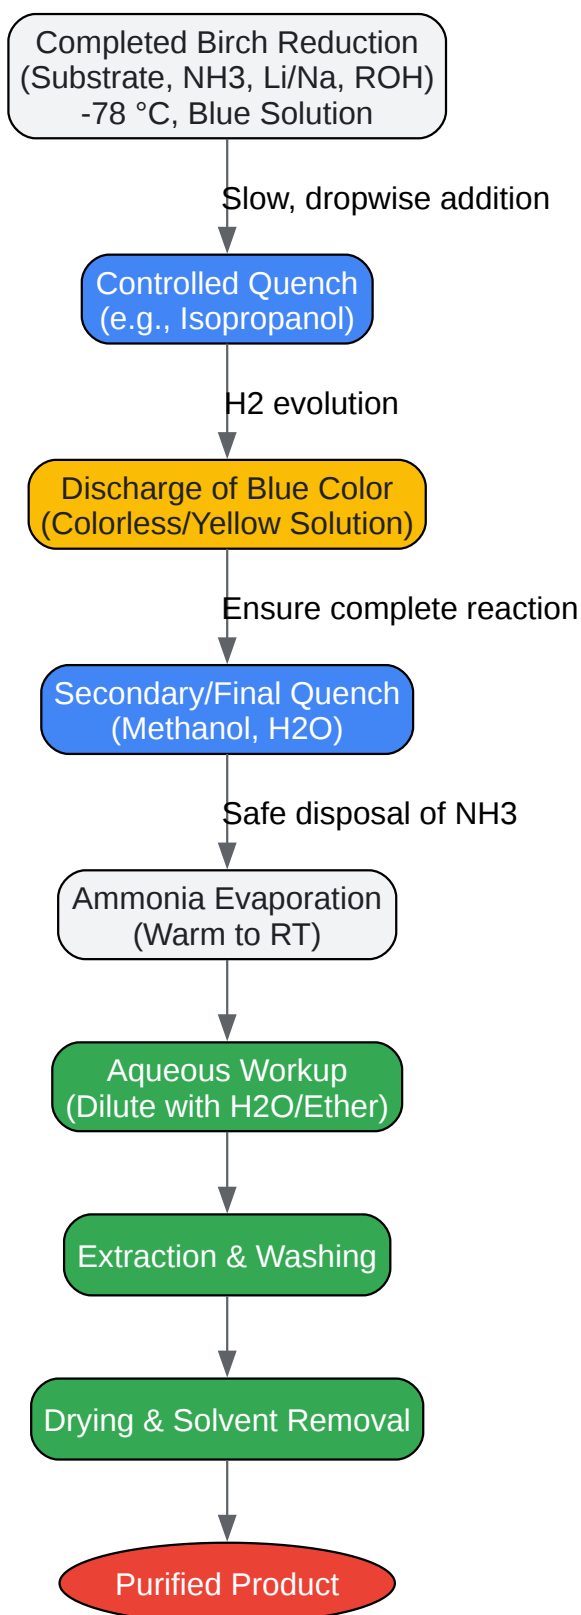 Completed Birch Reduction
(Substrate, NH3, Li/Na, ROH)
-78 °C, Blue Solution
Slow, dropwise addition
Controlled Quench
(e.g., Isopropanol)
H2 evolution
Discharge of Blue Color
(Colorless/Yellow Solution)
Ensure complete reaction
Secondary/Final Quench
(Methanol, H2O)
Safe disposal of NH3
Ammonia Evaporation
(Warm to RT)
Aqueous Workup
(Dilute with H2O/Ether)
Extraction & Washing
Drying & Solvent Removal
Purified Product